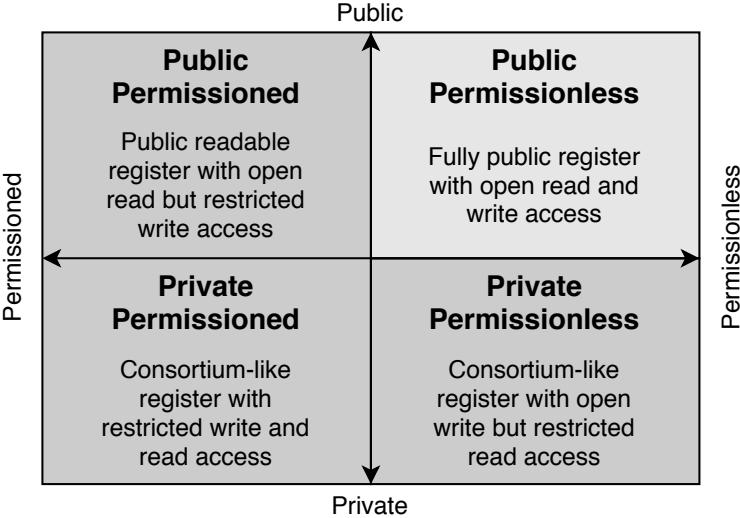 Public
Public
Permissioned
Public readable
register with open
read but restricted
write access
Public
Permissionless
Fully public register
with open read and
write access
Permissioned
Permissionless
Private
Permissioned
Consortium-like
register with
restricted write and
read access
Private
Permissionless
Consortium-like
register with open
write but restricted
read access
Private